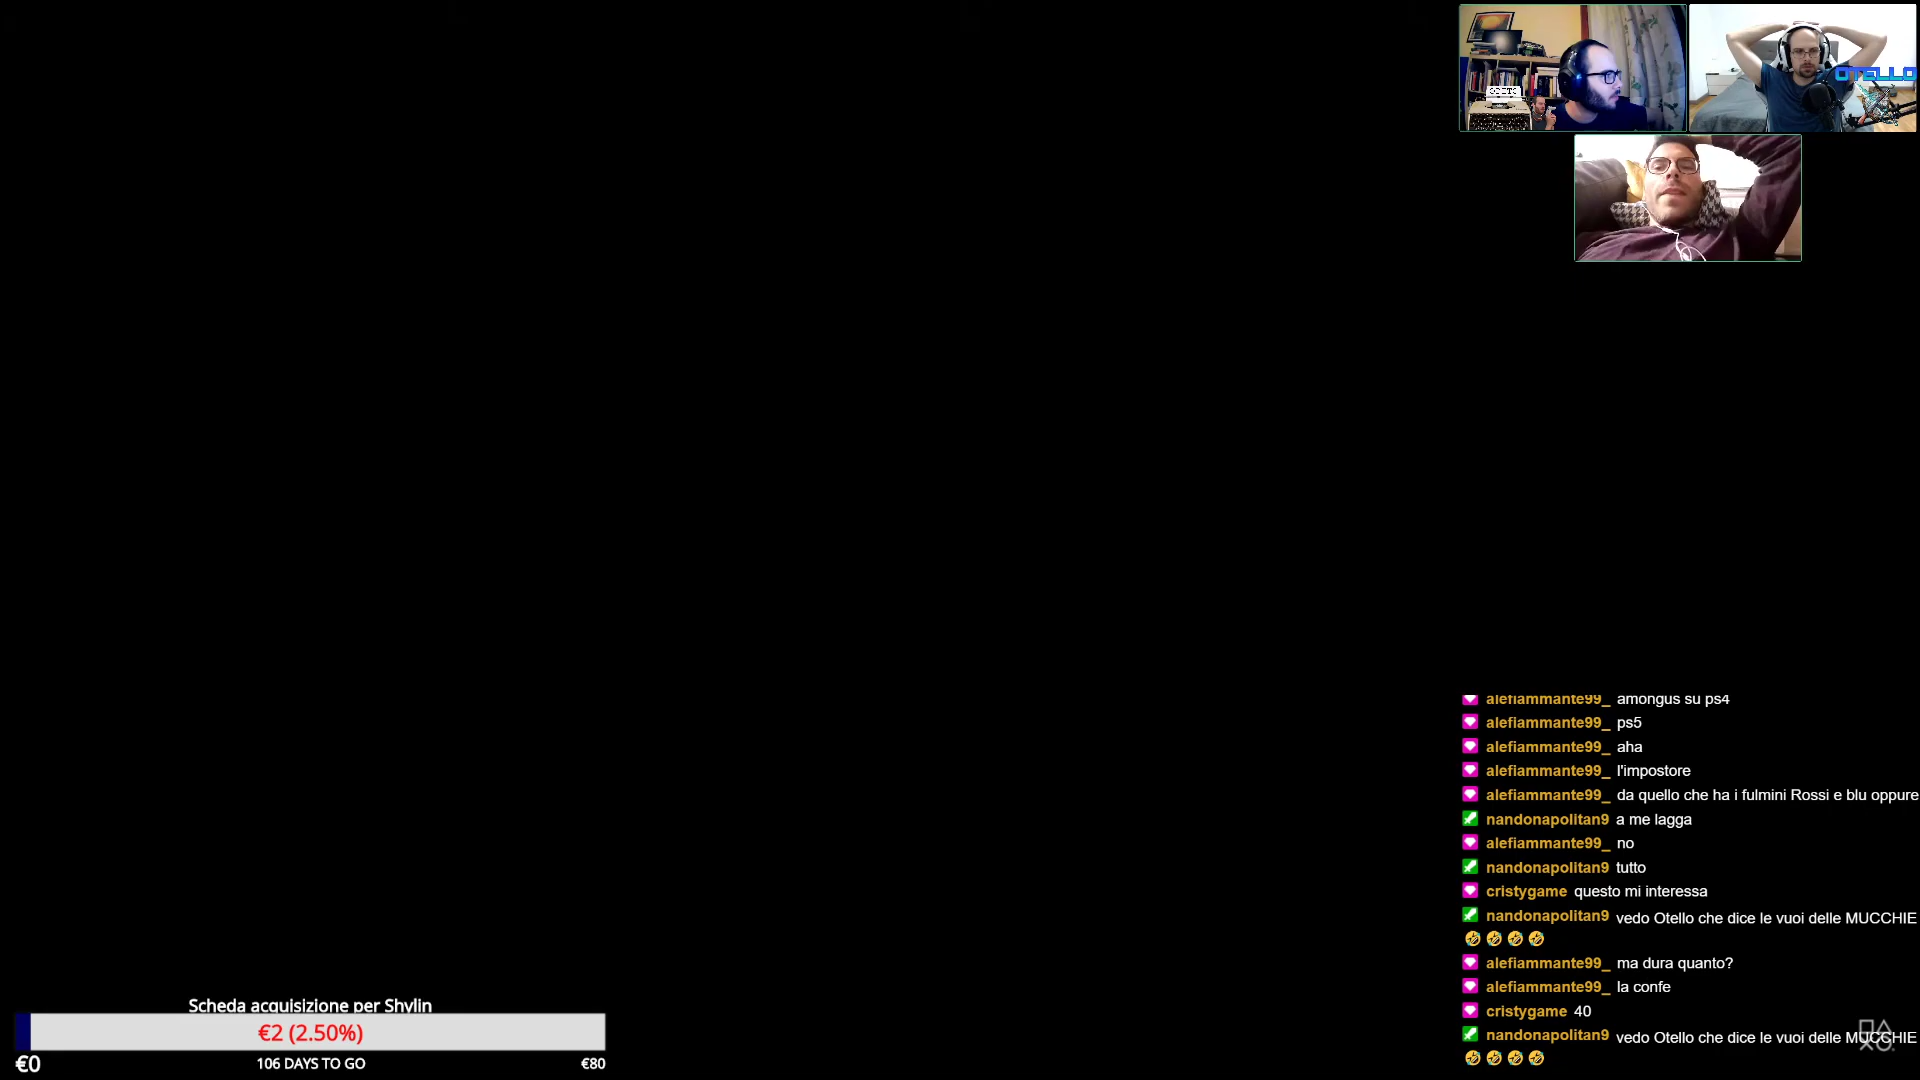 OTELLO
alefiammante99_ amongus su ps4
alefiammante99_ ps5
alefiammante99_ aha
alefiammante99_ l'impostore
alefiammante99_ da quello che ha i fulmini Rossi e blu oppure
nandonapolitan9 a me lagga
alefiammante99_ no
nandonapolitan9 tutto
cristygame questo mi interessa
nandonapolitan9 vedo Otello che dice le vuoi delle MUCCHIE
🤣 🤣 🤣 🤣
alefiammante99_ ma dura quanto?
alefiammante99_ la confe
cristygame 40
nandonapolitan9 vedo Otello che dice le vuoi delle MUCCHIE
🤣 🤣 🤣 🤣
Scheda acquisizione per Shylin
€2 (2.50%)
€0 106 DAYS TO GO €80